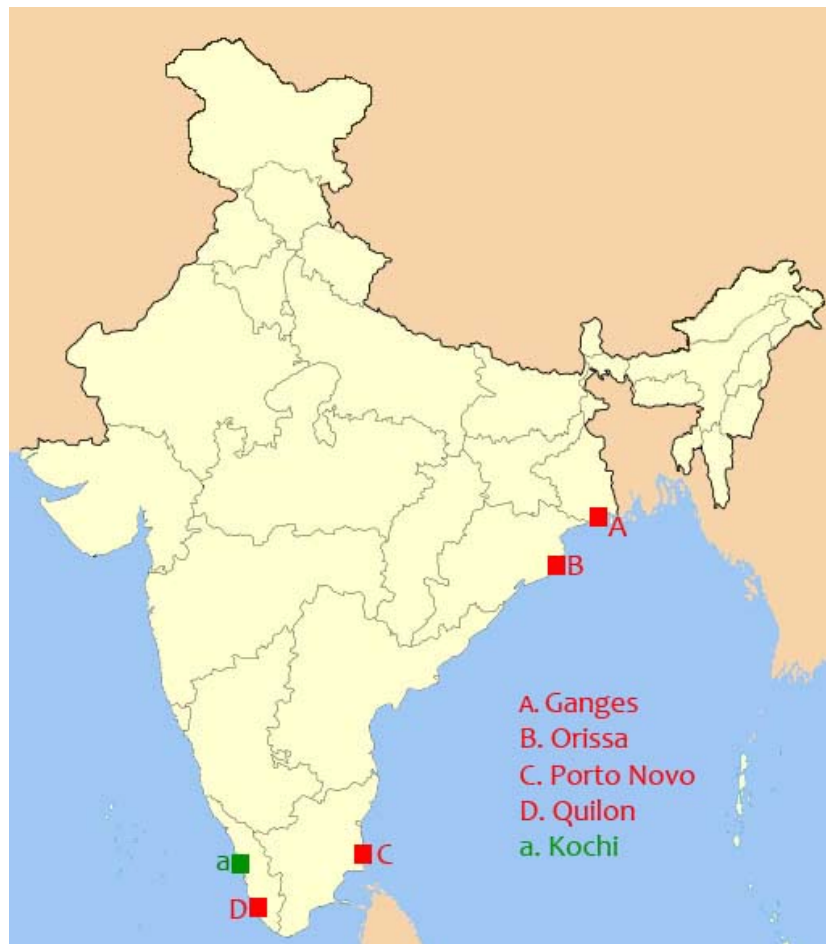 A
B
C
a
D
A. Ganges
B. Orissa
C. Porto Novo
D. Quilon
a. Kochi